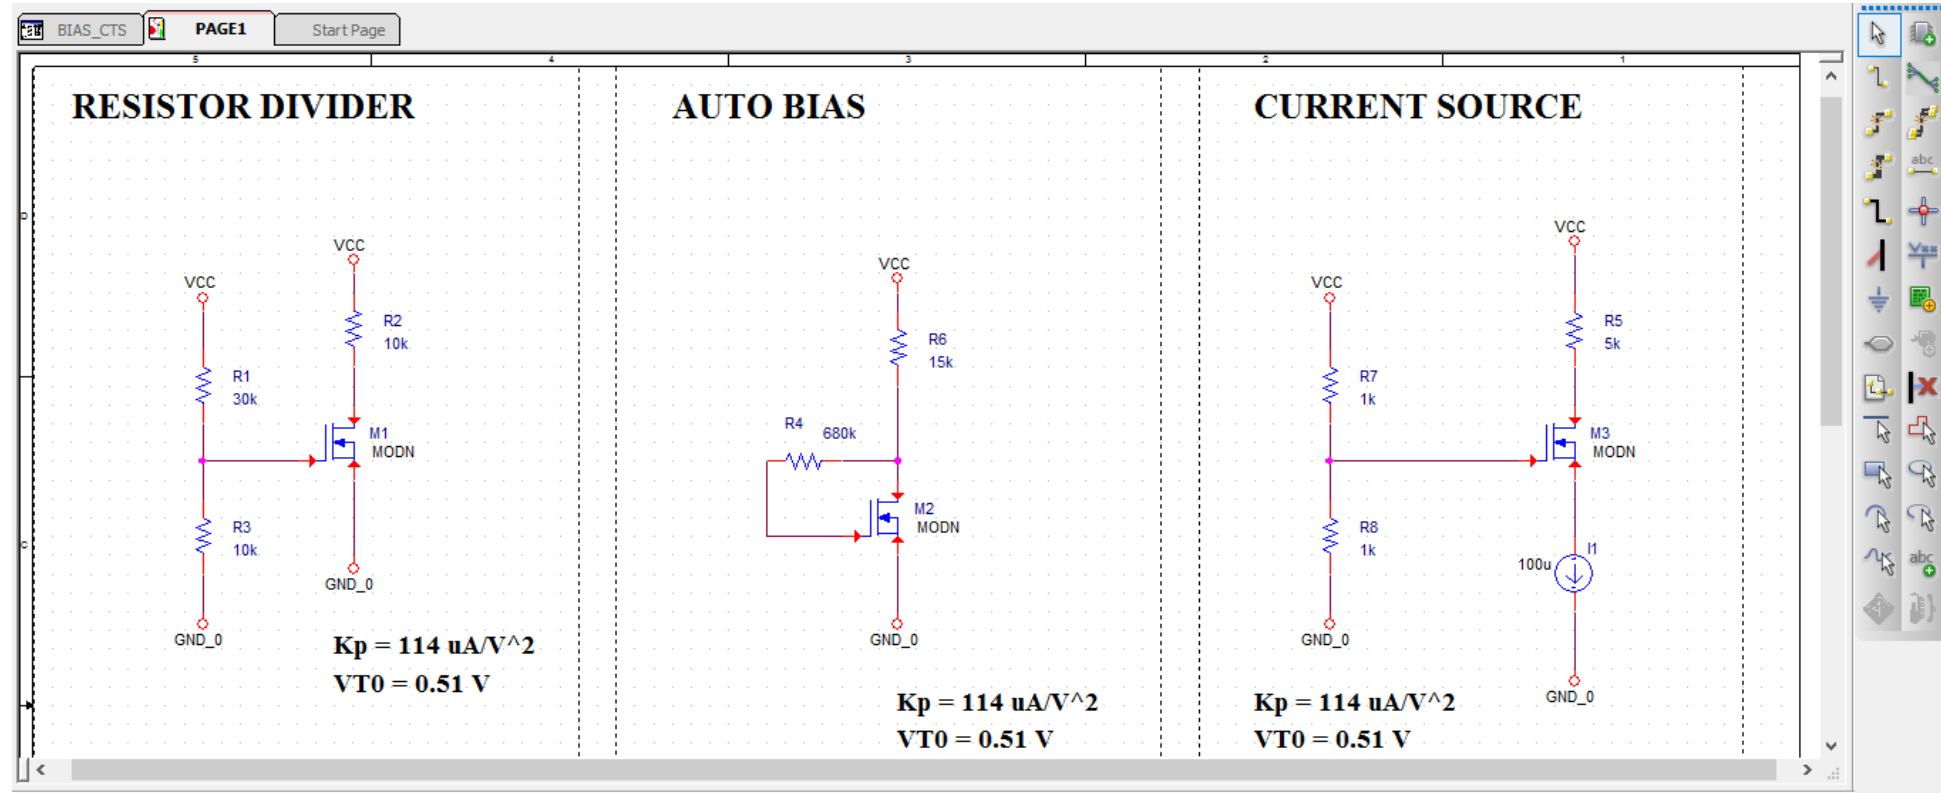 BIAS_CTS PAGE1 Start Page
5 4 3 2 1
RESISTOR DIVIDER
D
VCC
VCC
R2
10k
R1
30k
M1
MODN
R3
10k
C
GND_0
GND_0
Kp = 114 uA/V^2
VT0 = 0.51 V
AUTO BIAS
VCC
R6
15k
R4 680k
M2
MODN
GND_0
Kp = 114 uA/V^2
VT0 = 0.51 V
CURRENT SOURCE
VCC
VCC
R5
5k
R7
1k
M3
MODN
R8
1k
I1
100u
GND_0
GND_0
Kp = 114 uA/V^2
VT0 = 0.51 V
abc
abc